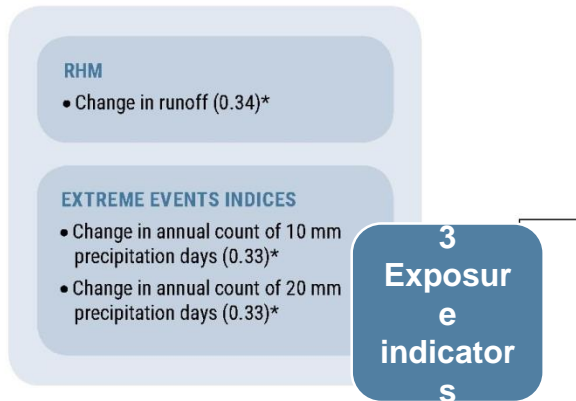 RHM
• Change in runoff (0.34)*
EXTREME EVENTS INDICES
• Change in annual count of 10 mm
precipitation days (0.33)*
• Change in annual count of 20 mm
precipitation days (0.33)*
3
Exposur
e
indicator
s